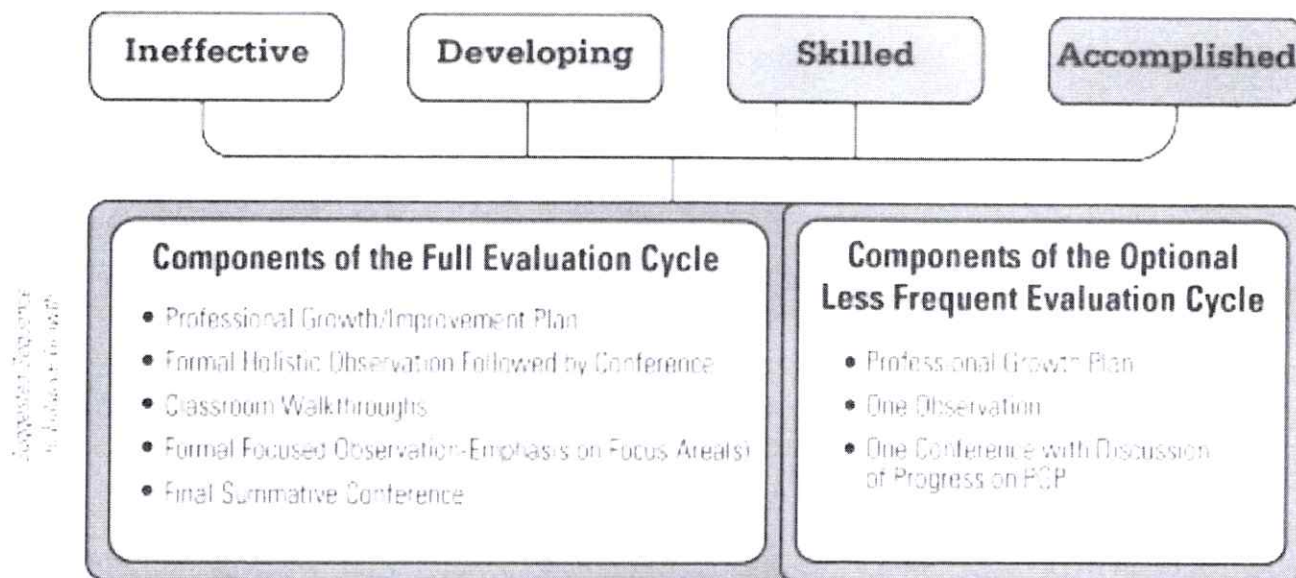 Ineffective
Developing
Skilled
Accomplished
Components of the Full Evaluation Cycle
• Professional Growth/Improvement Plan
• Formal Holistic Observation Followed by Conference
• Classroom Walkthroughs
• Formal Focused Observation-Emphasis on Focus Area(s)
• Final Summative Conference
Components of the Optional
Less Frequent Evaluation Cycle
• Professional Growth Plan
• One Observation
• One Conference with Discussion
of Progress on PGP